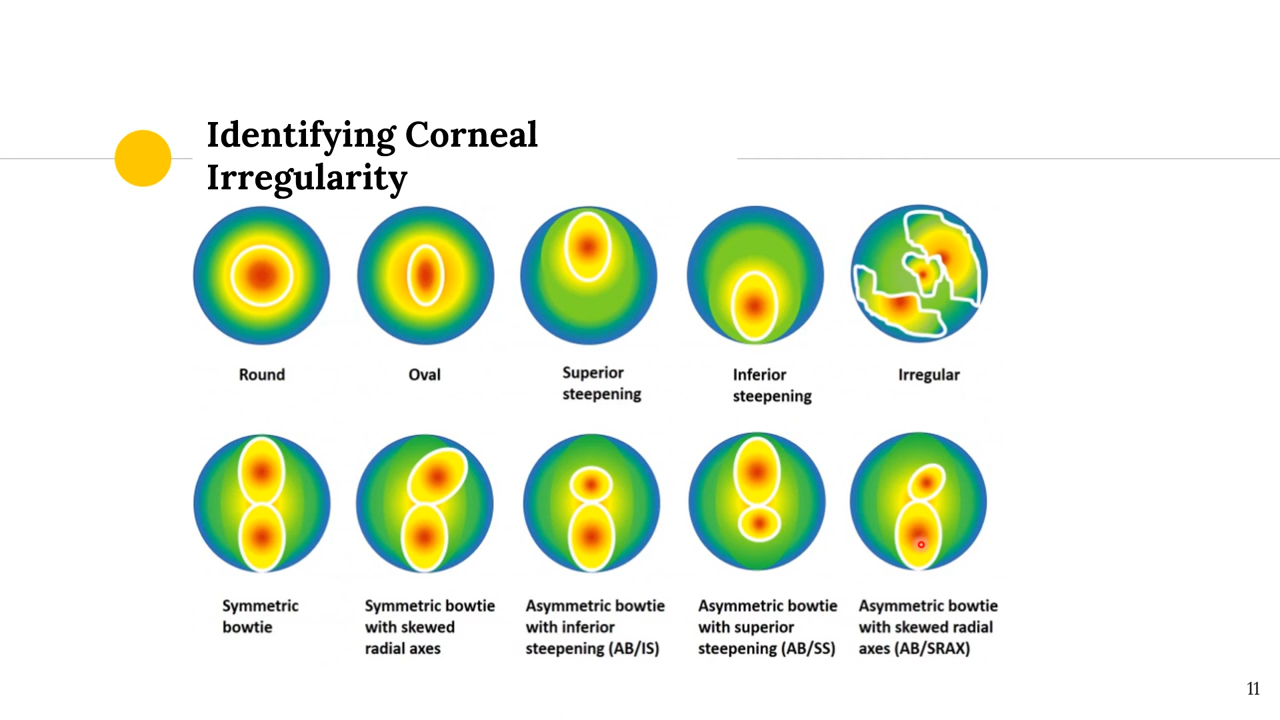 Identifying Corneal
Irregularity
Round
Oval
Superior
steepening
Inferior
steepening
Irregular
Symmetric
bowtie
Symmetric bowtie
with skewed
radial axes
Asymmetric bowtie
with inferior
steepening (AB/IS)
Asymmetric bowtie
with superior
steepening (AB/SS)
Asymmetric bowtie
with skewed radial
axes (AB/SRAX)
11